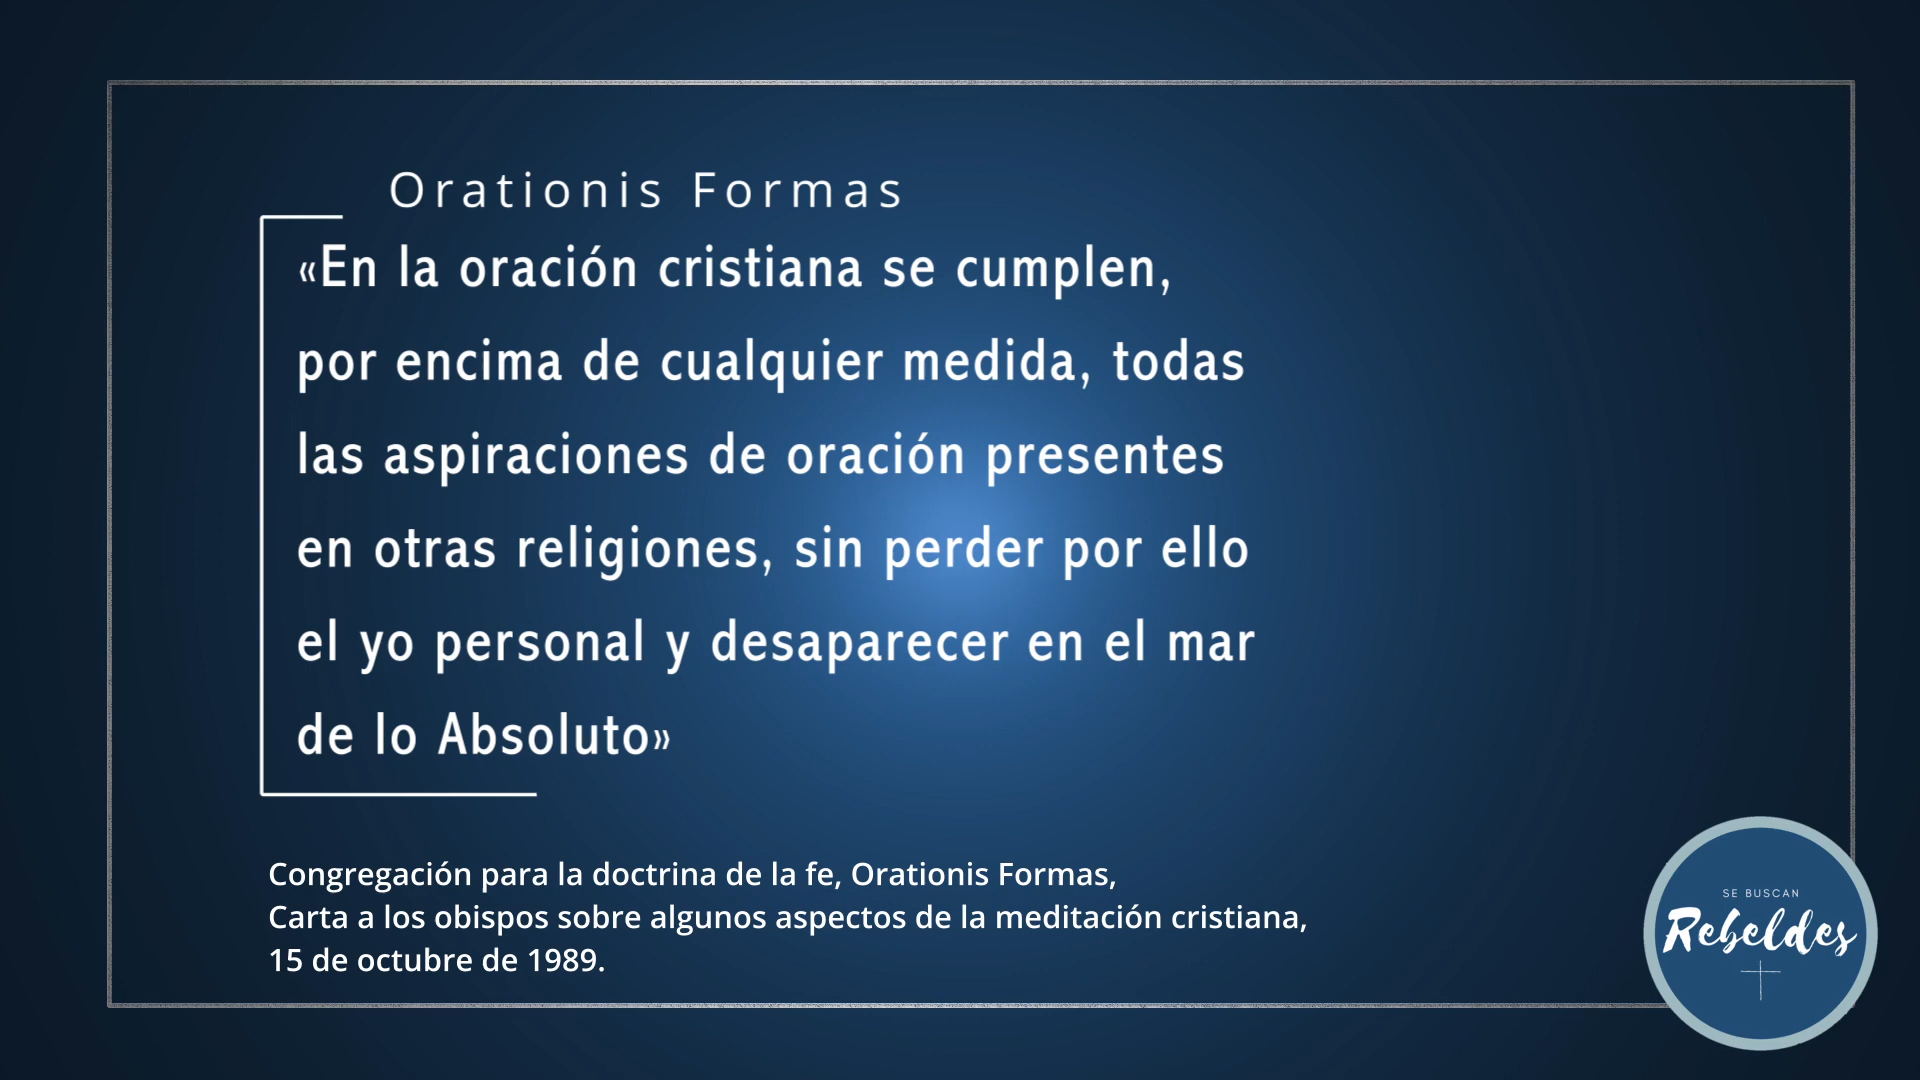 Orationis Formas
«En la oración cristiana se cumplen,
por encima de cualquier medida, todas
las aspiraciones de oración presentes
en otras religiones, sin perder por ello
el yo personal y desaparecer en el mar
de lo Absoluto»
Congregación para la doctrina de la fe, Orationis Formas,
Carta a los obispos sobre algunos aspectos de la meditación cristiana,
15 de octubre de 1989.
SE BUSCAN
Rebeldes